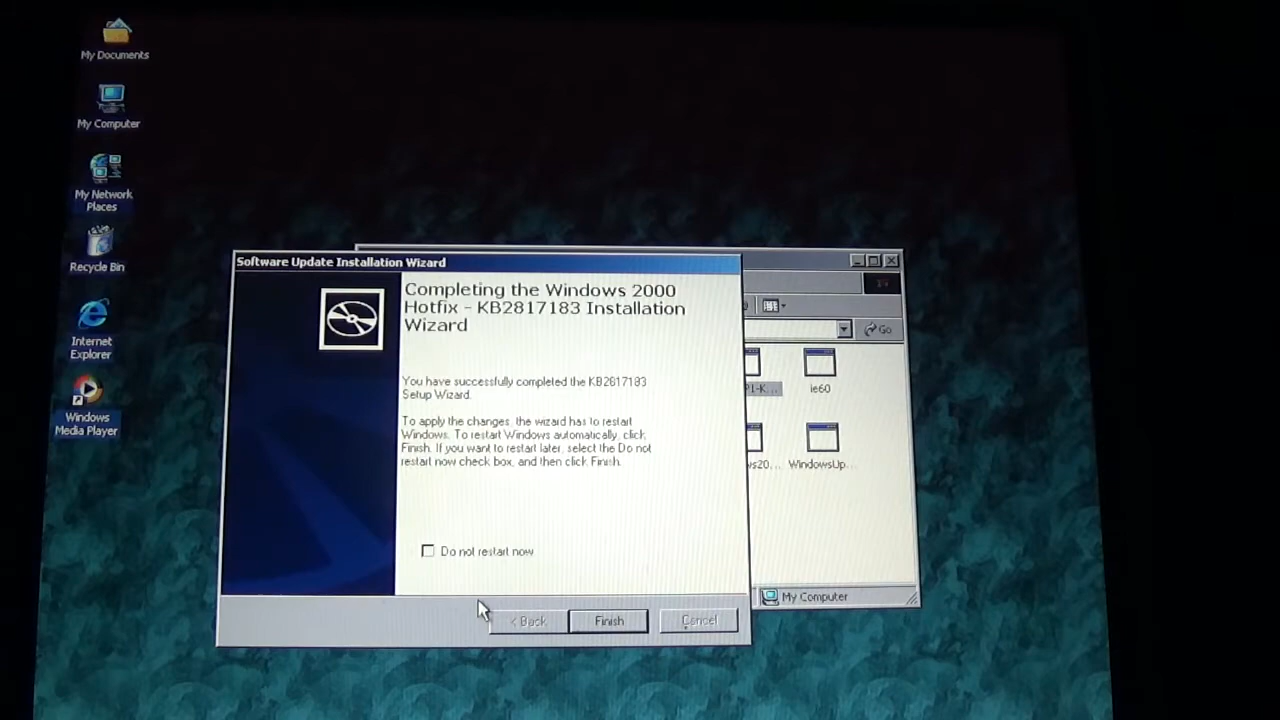 My Documents
My Computer
My Network
Places
Recycle Bin
Internet
Explorer
Windows
Media Player
Software Update Installation Wizard
Completing the Windows 2000
Hotfix - KB2817183 Installation
Wizard
You have successfully completed the KB2817183
Setup Wizard.
To apply the changes, the wizard has to restart
Windows. To restart Windows automatically, click
Finish. If you want to restart later, select the Do not
restart now check box, and then click Finish.
Do not restart now
< Back
Finish
Cancel
Go
1-K...
ie60
s20...
WindowsUp...
My Computer